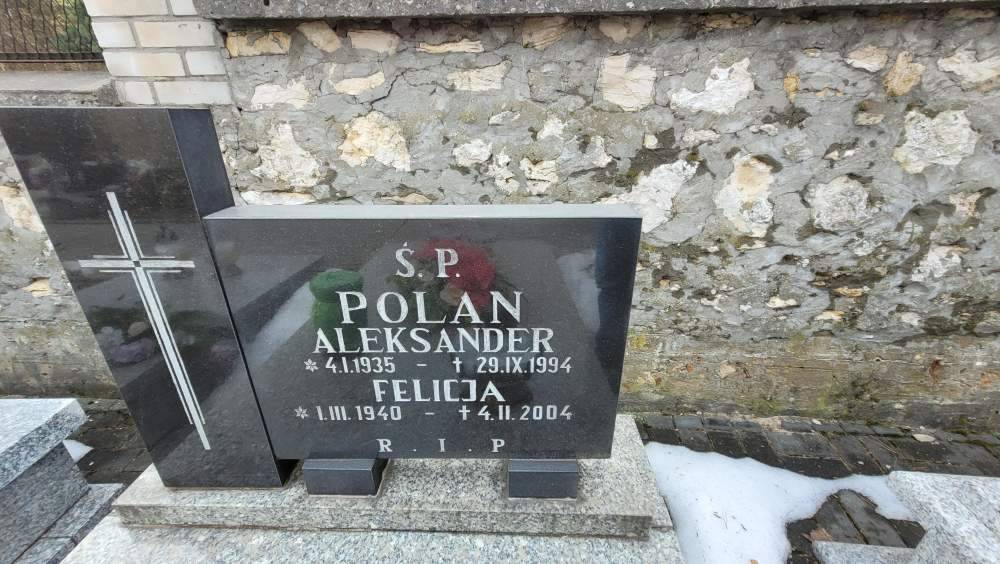 Ś.P.
POLAN
ALEKSANDER
* 4.I.1935 - † 29.IX.1994
FELICJA
* 1.III.1940 - † 4.II.2004
R.I.P